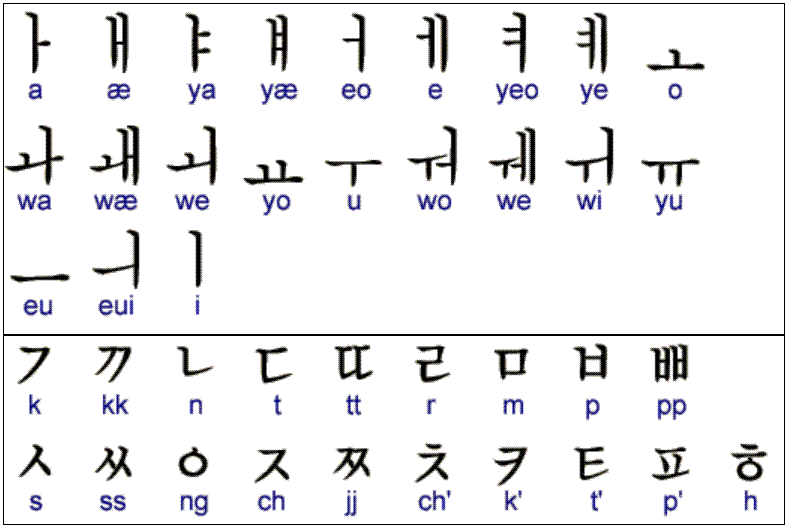 ㅏ ㅐ ㅑ ㅒ ㅓ ㅔ ㅕ ㅖ ㅗ
a æ ya yæ eo e yeo ye o
ㅘ ㅙ ㅚ ㅛ ㅜ ㅝ ㅞ ㅟ ㅠ
wa wæ we yo u wo we wi yu
ㅡ ㅢ ㅣ
eu eui i
ㄱ ㄲ ㄴ ㄷ ㄸ ㄹ ㅁ ㅂ ㅃ
k kk n t tt r m p pp
ㅅ ㅆ ㅇ ㅈ ㅉ ㅊ ㅋ ㅌ ㅍ ㅎ
s ss ng ch jj ch' k' t' p' h